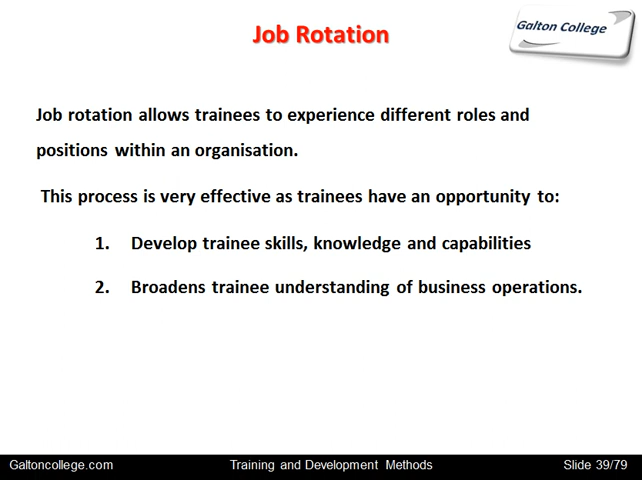 Job Rotation
Galton College
Job rotation allows trainees to experience different roles and
positions within an organisation.
This process is very effective as trainees have an opportunity to:
1. Develop trainee skills, knowledge and capabilities
2. Broadens trainee understanding of business operations.
Galtoncollege.com Training and Development Methods Slide 39/79